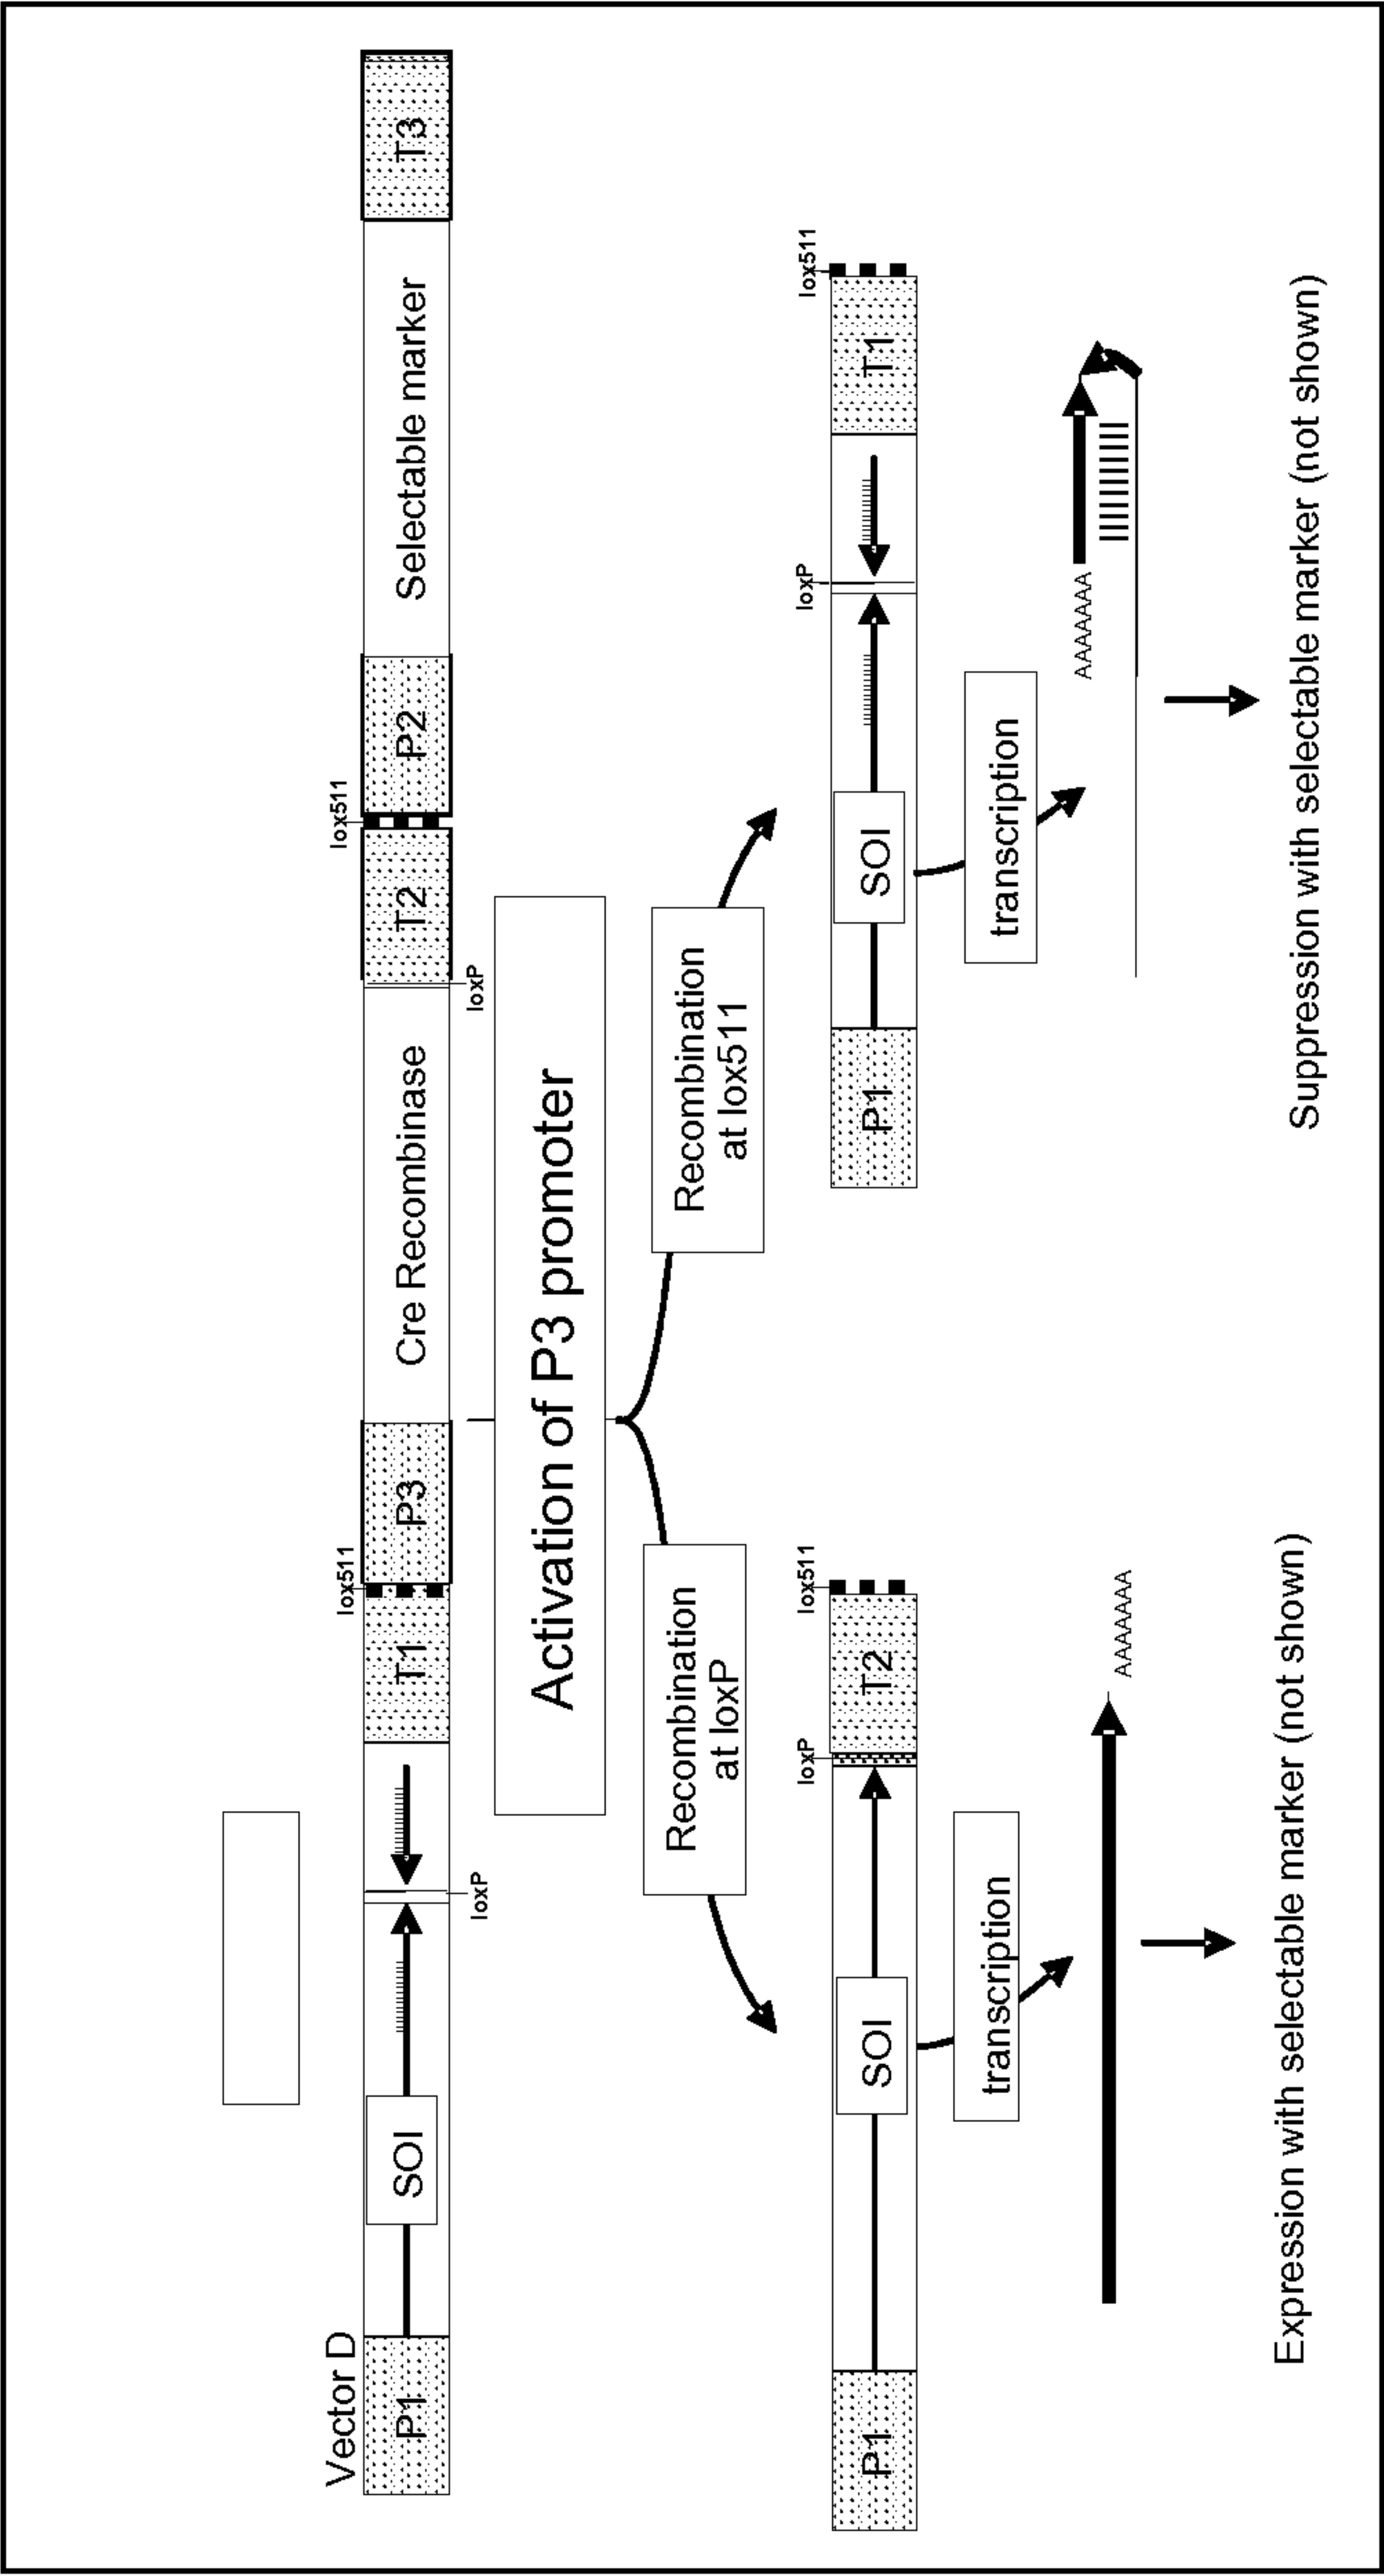 Vector D
lox511
lox511
P1
SOI
T1
P3
Cre Recombinase
T2
P2
Selectable marker
T3
loxP
loxP
Activation of P3 promoter
Recombination
at loxP
Recombination
at lox511
loxP
lox511
P1
SOI
T2
loxP
lox511
P1
SOI
T1
transcription
transcription
AAAAAAA
AAAAAAA
Expression with selectable marker (not shown)
Suppression with selectable marker (not shown)